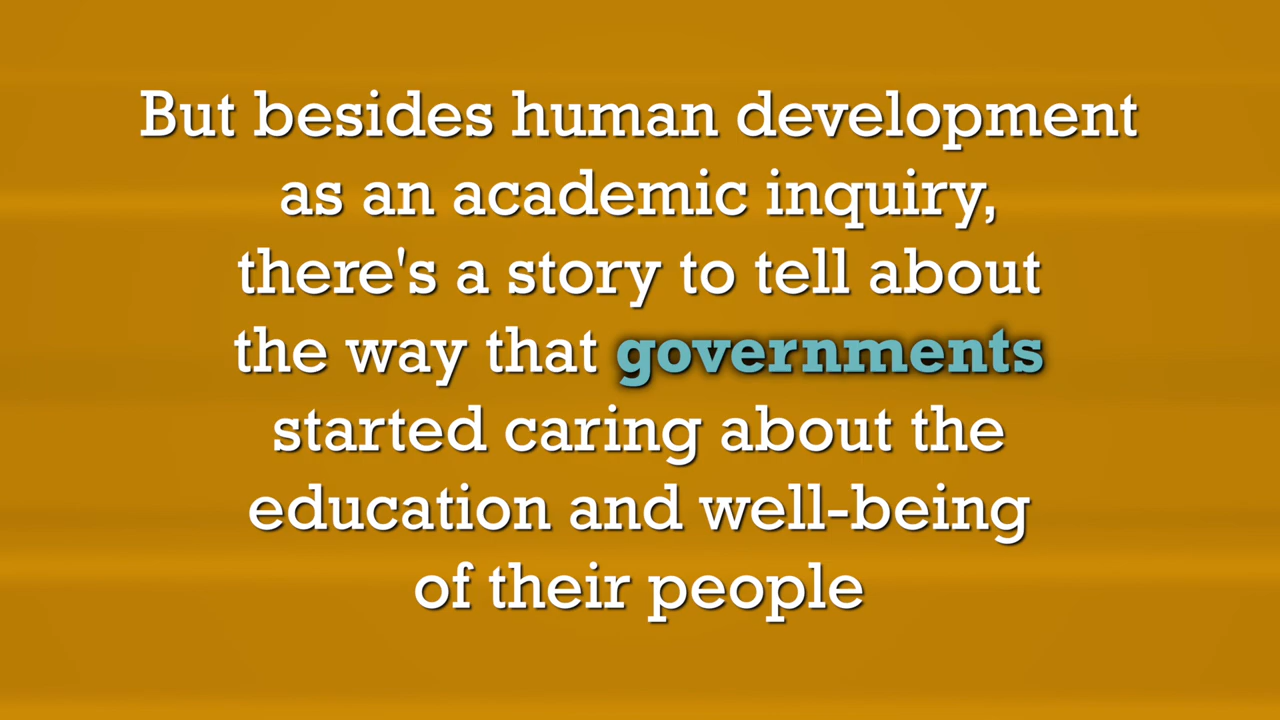 But besides human development
as an academic inquiry,
there's a story to tell about
the way that governments
started caring about the
education and well-being
of their people